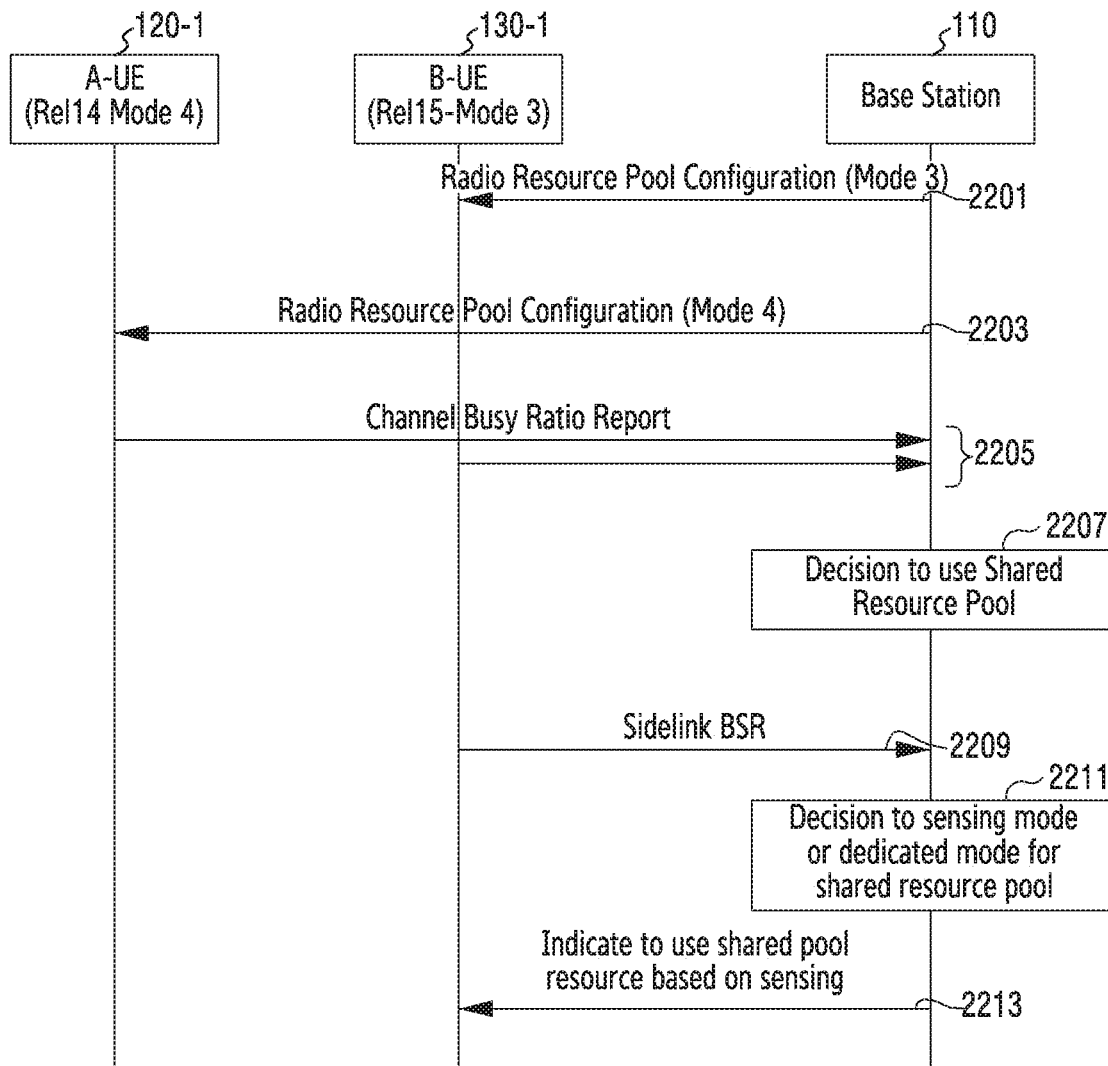 120-1
130-1
110
A-UE
(Rel14 Mode 4)
B-UE
(Rel15-Mode 3)
Base Station
Radio Resource Pool Configuration (Mode 3)
2201
Radio Resource Pool Configuration (Mode 4)
2203
Channel Busy Ratio Report
2205
2207
Decision to use Shared
Resource Pool
Sidelink BSR
2209
2211
Decision to sensing mode
or dedicated mode for
shared resource pool
Indicate to use shared pool
resource based on sensing
2213